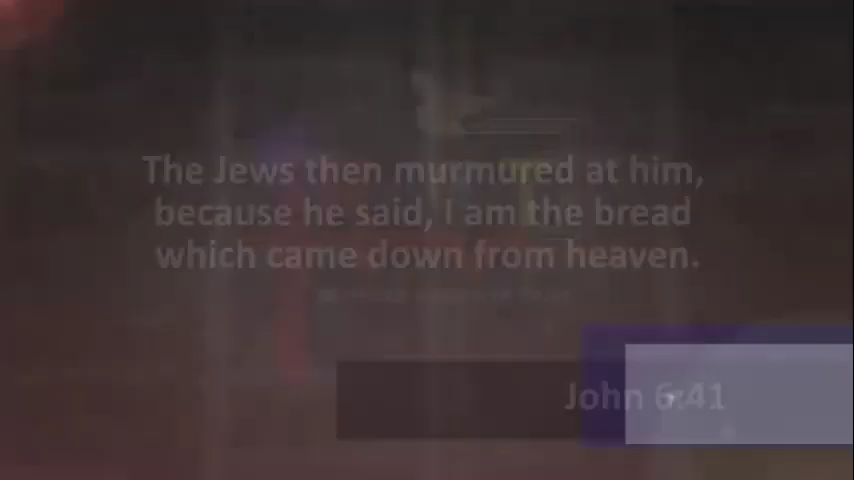 The Jews then murmured at him,
because he said, I am the bread
which came down from heaven.
John 6:41